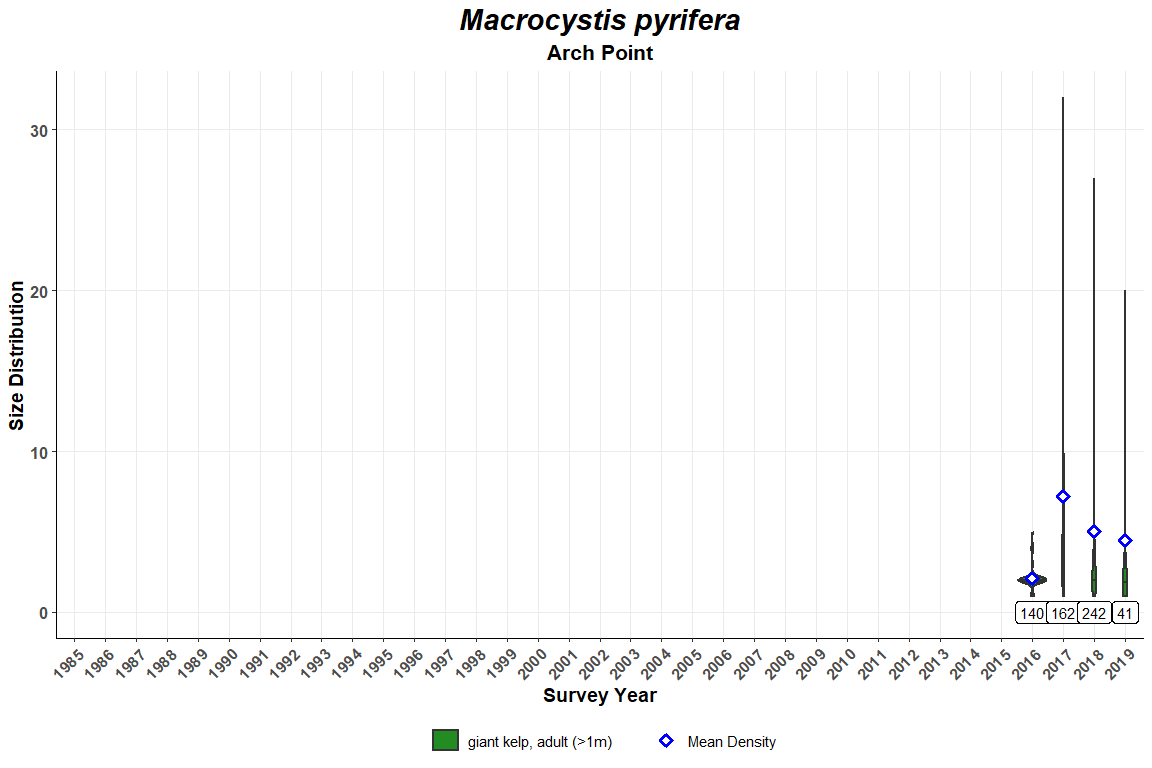 Macrocystis pyrifera
Arch Point
Size Distribution
30
20
10
0
140 162 242 41
1985 1986 1987 1988 1989 1990 1991 1992 1993 1994 1995 1996 1997 1998 1999 2000 2001 2002 2003 2004 2005 2006 2007 2008 2009 2010 2011 2012 2013 2014 2015 2016 2017 2018 2019
Survey Year
giant kelp, adult (>1m) Mean Density